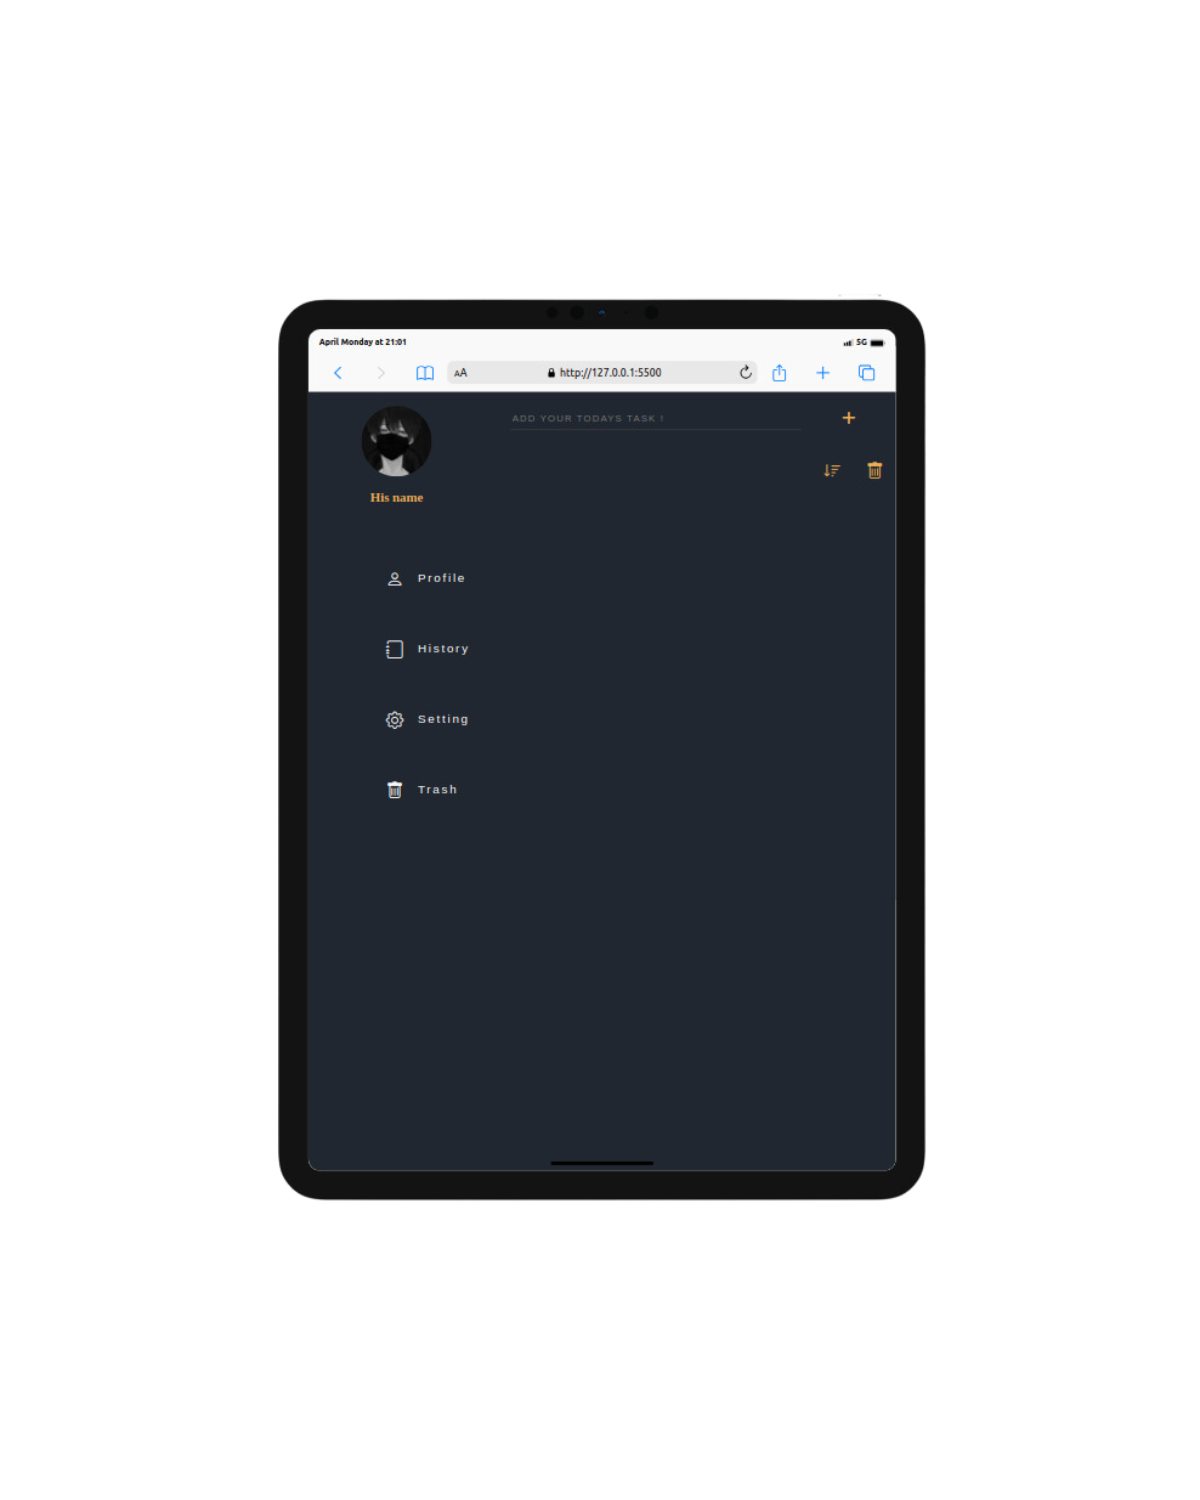 April Monday at 21:01
5G
AA
http://127.0.0.1:5500
ADD YOUR TODAYS TASK !
His name
Profile
History
Setting
Trash